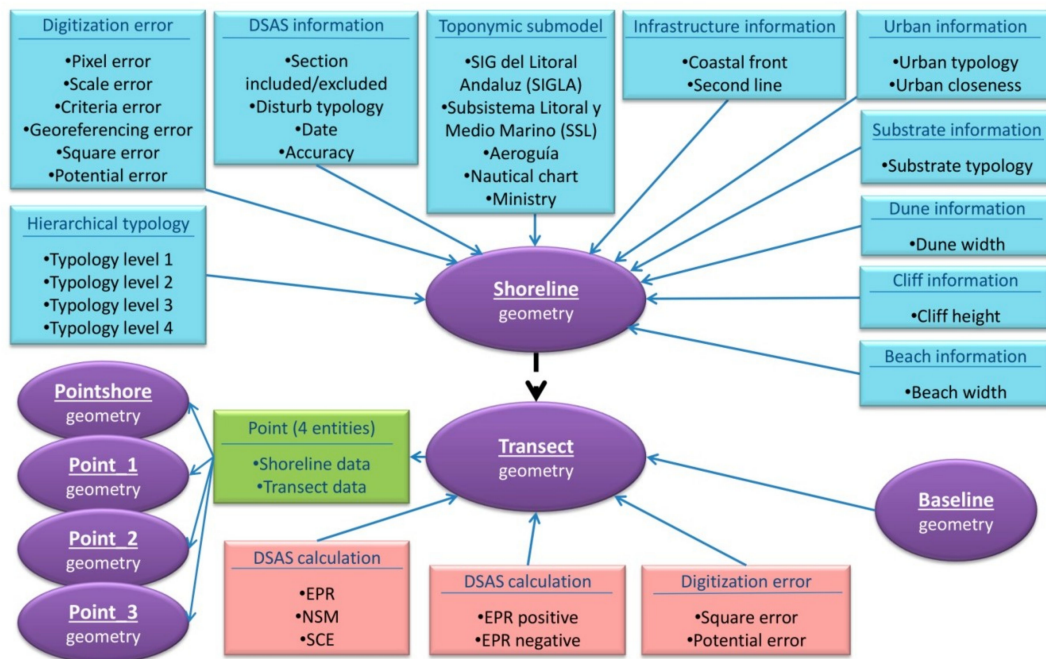 Digitization error
•Pixel error
•Scale error
•Criteria error
•Georeferencing error
•Square error
•Potential error
DSAS information
•Section
included/excluded
•Disturb typology
•Date
•Accuracy
Toponymic submodel
•SIG del Litoral
Andaluz (SIGLA)
•Subsistema Litoral y
Medio Marino (SSL)
•Aeroguía
•Nautical chart
•Ministry
Infrastructure information
•Coastal front
•Second line
Urban information
•Urban typology
•Urban closeness
Substrate information
•Substrate typology
Hierarchical typology
•Typology level 1
•Typology level 2
•Typology level 3
•Typology level 4
Shoreline
geometry
Dune information
•Dune width
Cliff information
•Cliff height
Beach information
•Beach width
Pointshore
geometry
Point_1
geometry
Point_2
geometry
Point_3
geometry
Point (4 entities)
•Shoreline data
•Transect data
Transect
geometry
Baseline
geometry
DSAS calculation
•EPR
•NSM
•SCE
DSAS calculation
•EPR positive
•EPR negative
Digitization error
•Square error
•Potential error